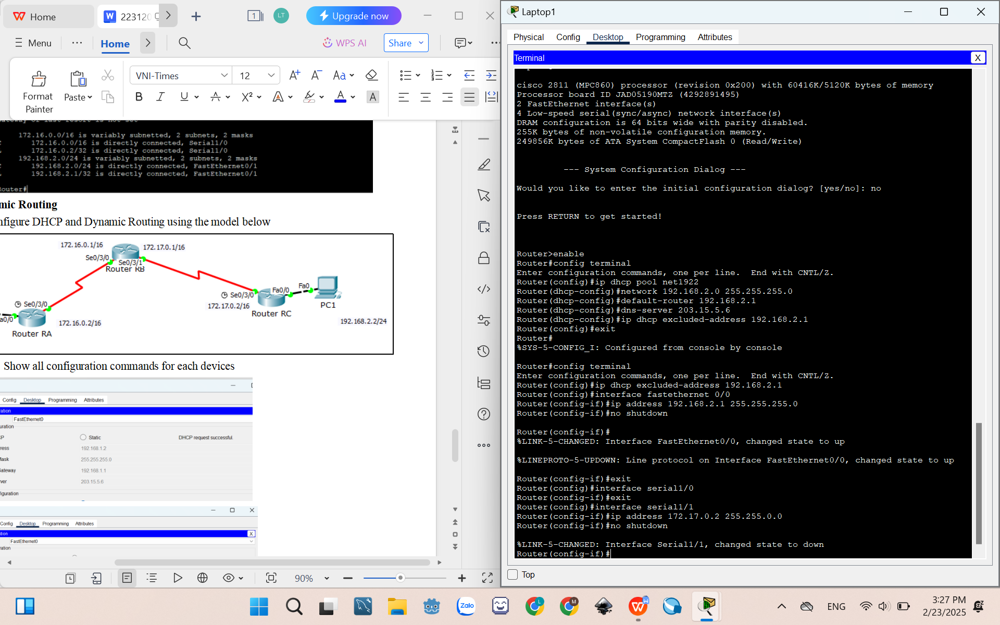 Home
22312
1
LT
Upgrade now
Menu
Home
WPS AI
Share
Format
Painter
Paste
VNI-Times
12
172.16.0.0/16 is variably subnetted, 2 subnets, 2 masks
172.16.0.0/16 is directly connected, Serial1/0
172.16.0.2/32 is directly connected, Serial1/0
192.168.2.0/24 is variably subnetted, 2 subnets, 2 masks
192.168.2.0/24 is directly connected, FastEthernet0/1
192.168.2.1/32 is directly connected, FastEthernet0/1
Router#
mic Routing
nfigure DHCP and Dynamic Routing using the model below
172.16.0.1/16
172.17.0.1/16
Se0/3/0
Se0/3/1
Router RB
Se0/3/0
Fa0/0
Fa0
172.17.0.2/16
Router RC
PC1
192.168.2.2/24
Se0/3/0
a0/0
172.16.0.2/16
Router RA
Show all configuration commands for each devices
Config Desktop Programming Attributes
ration
FastEthernet0
uration
CP
Static
DHCP request successful.
ress
192.168.1.2
Mask
255.255.255.0
Gateway
192.168.1.1
ver
203.15.5.6
figuration
Config Desktop Programming Attributes
tion
X
FastEthernet0
ration
90%
Laptop1
Physical Config Desktop Programming Attributes
Terminal
X
cisco 2811 (MPC860) processor (revision 0x200) with 60416K/5120K bytes of memory
Processor board ID JAD05190MTZ (4292891495)
2 FastEthernet interface(s)
4 Low-speed serial(sync/async) network interface(s)
DRAM configuration is 64 bits wide with parity disabled.
255K bytes of non-volatile configuration memory.
249856K bytes of ATA System CompactFlash 0 (Read/Write)
--- System Configuration Dialog ---
Would you like to enter the initial configuration dialog? [yes/no]: no
Press RETURN to get started!
Router>enable
Router#config terminal
Enter configuration commands, one per line.  End with CNTL/Z.
Router(config)#ip dhcp pool net1922
Router(dhcp-config)#network 192.168.2.0 255.255.255.0
Router(dhcp-config)#default-router 192.168.2.1
Router(dhcp-config)#dns-server 203.15.5.6
Router(dhcp-config)#ip dhcp excluded-address 192.168.2.1
Router(config)#exit
Router#
%SYS-5-CONFIG_I: Configured from console by console
Router#config terminal
Enter configuration commands, one per line.  End with CNTL/Z.
Router(config)#ip dhcp excluded-address 192.168.2.1
Router(config)#interface fastethernet 0/0
Router(config-if)#ip address 192.168.2.1 255.255.255.0
Router(config-if)#no shutdown
Router(config-if)#
%LINK-5-CHANGED: Interface FastEthernet0/0, changed state to up
%LINEPROTO-5-UPDOWN: Line protocol on Interface FastEthernet0/0, changed state to up
Router(config-if)#exit
Router(config)#interface serial1/0
Router(config-if)#exit
Router(config)#interface serial1/1
Router(config-if)#ip address 172.17.0.2 255.255.0.0
Router(config-if)#no shutdown
%LINK-5-CHANGED: Interface Serial1/1, changed state to down
Router(config-if)#
Top
Zalo
L
M
ENG
3:27 PM
2/23/2025